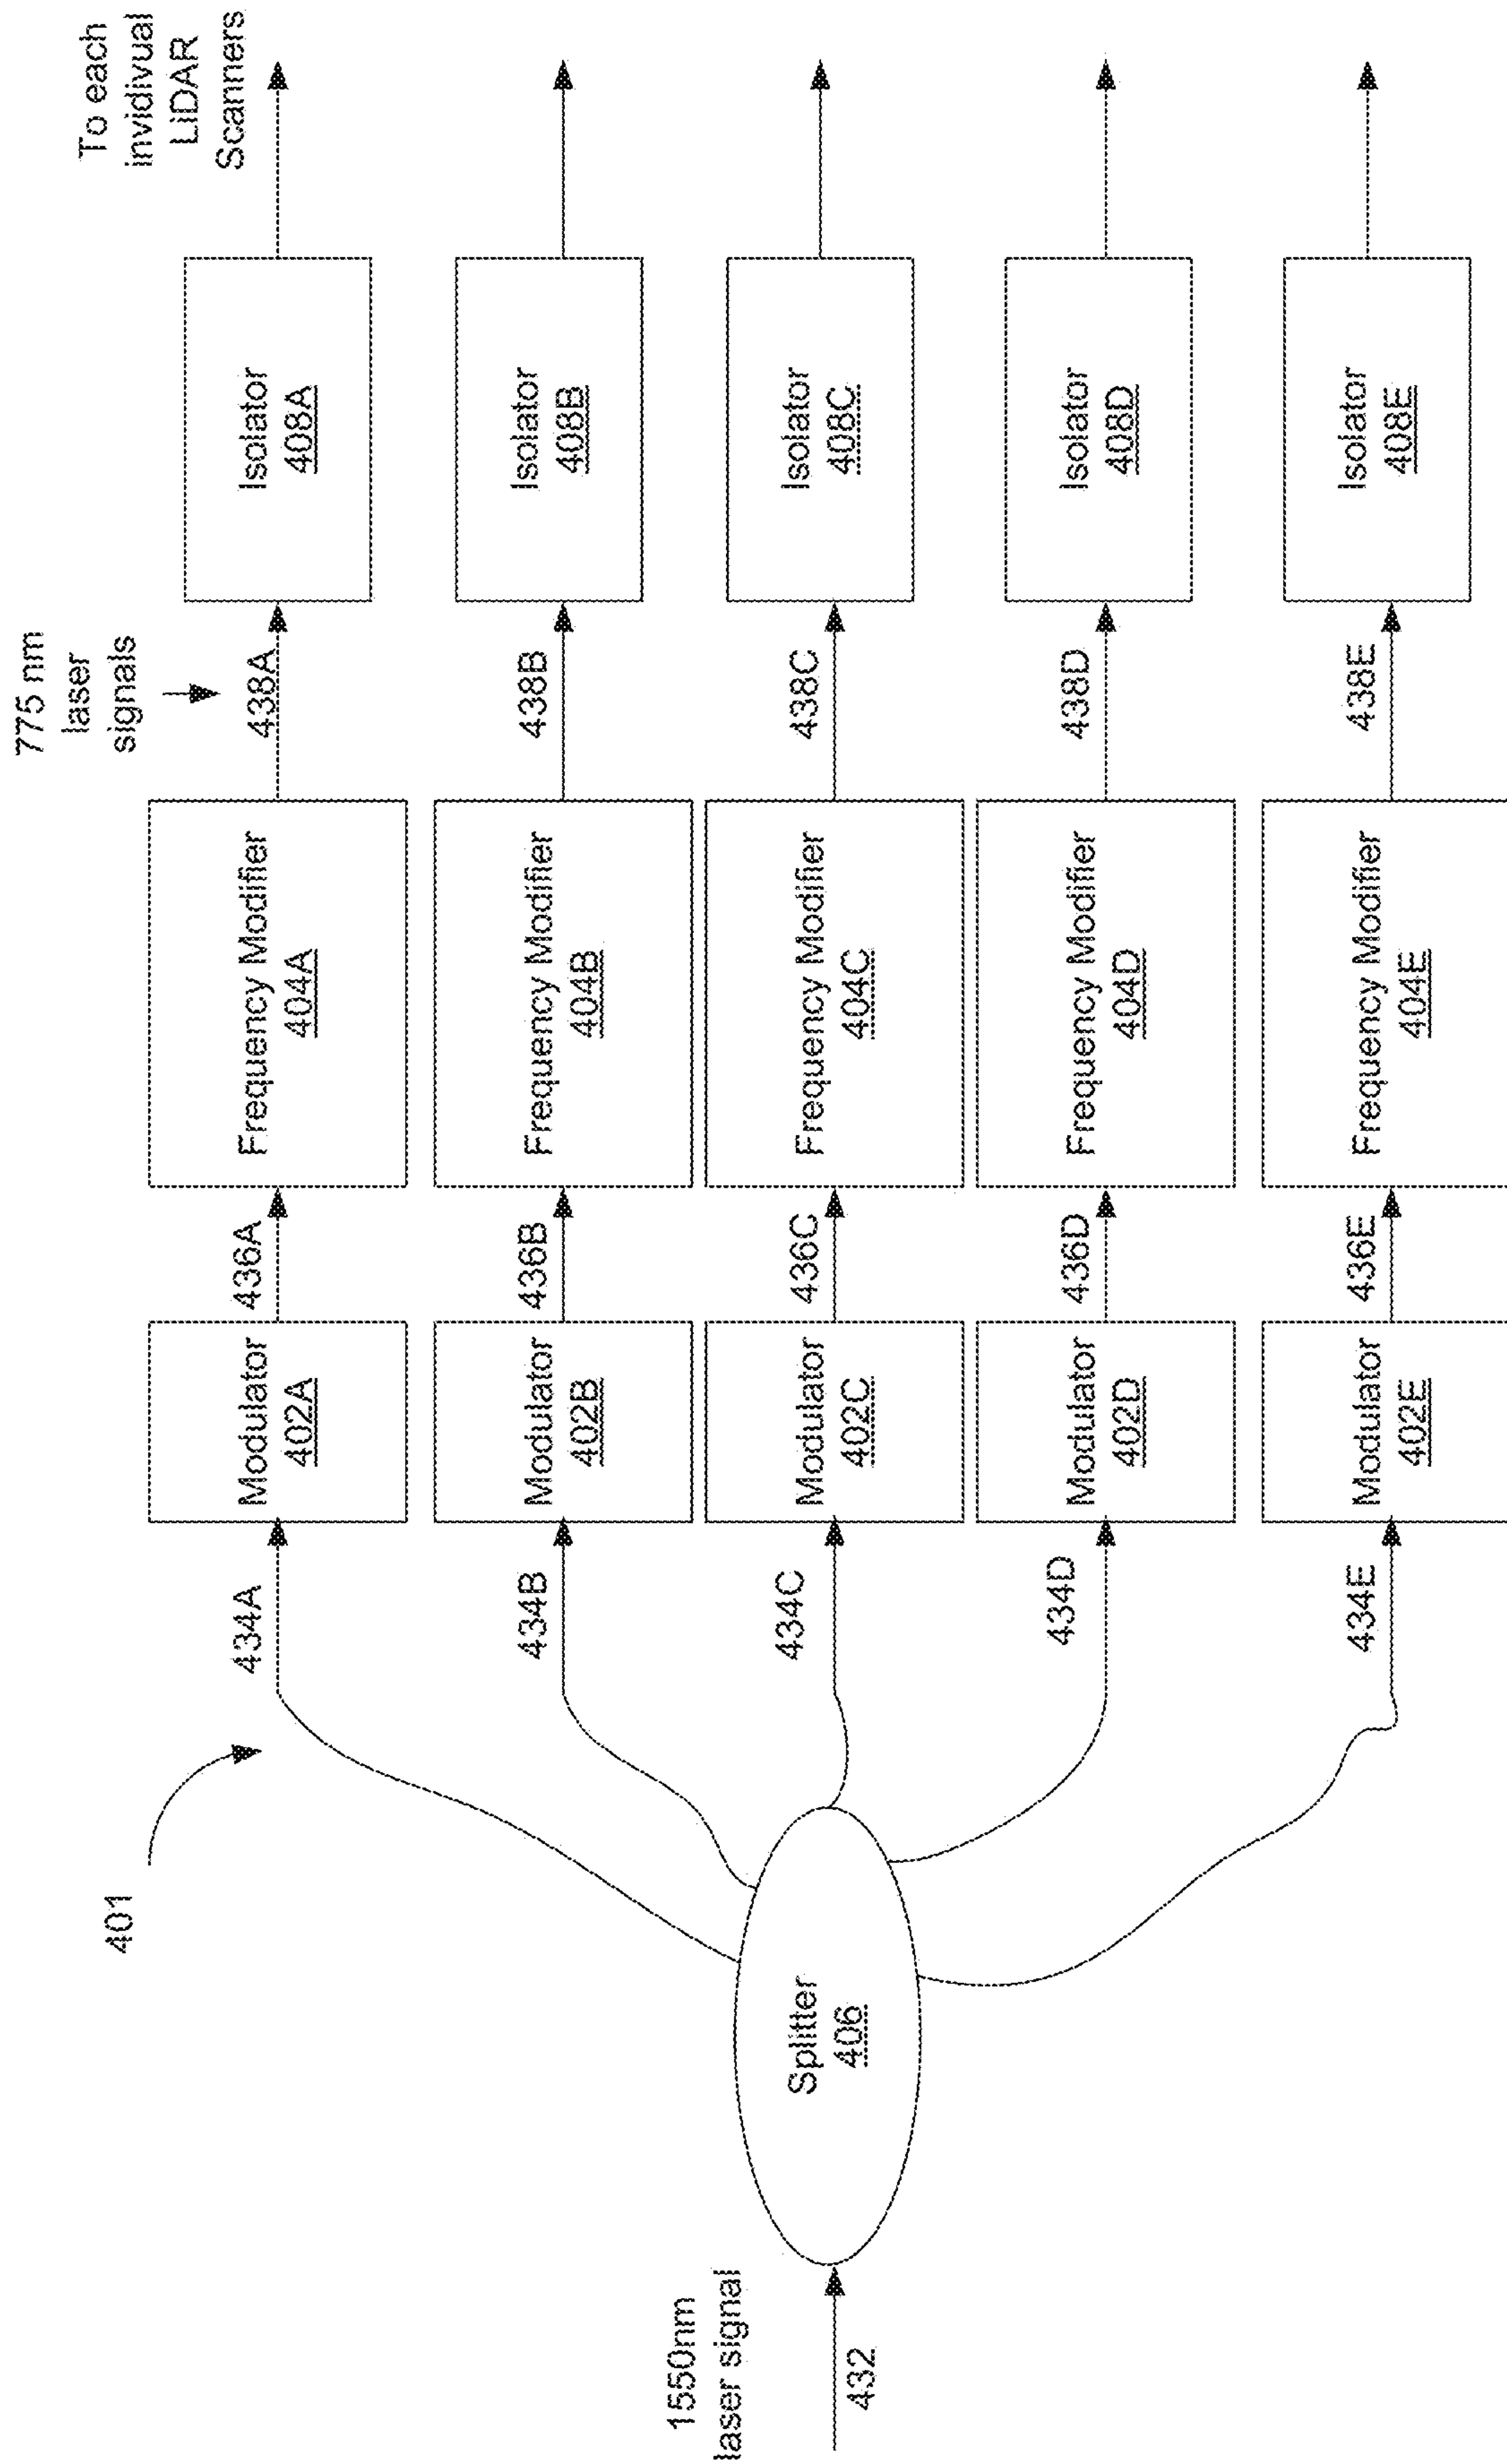 To each
invidivual
LiDAR
Scanners
775 nm
laser
signals
401
434A
Modulator
402A
436A
Frequency Modifier
404A
438A
Isolator
408A
434B
Modulator
402B
436B
Frequency Modifier
404B
438B
Isolator
408B
1550nm
laser signal
432
Splitter
406
434C
Modulator
402C
436C
Frequency Modifier
404C
438C
Isolator
408C
434D
Modulator
402D
436D
Frequency Modifier
404D
438D
Isolator
408D
434E
Modulator
402E
436E
Frequency Modifier
404E
438E
Isolator
408E